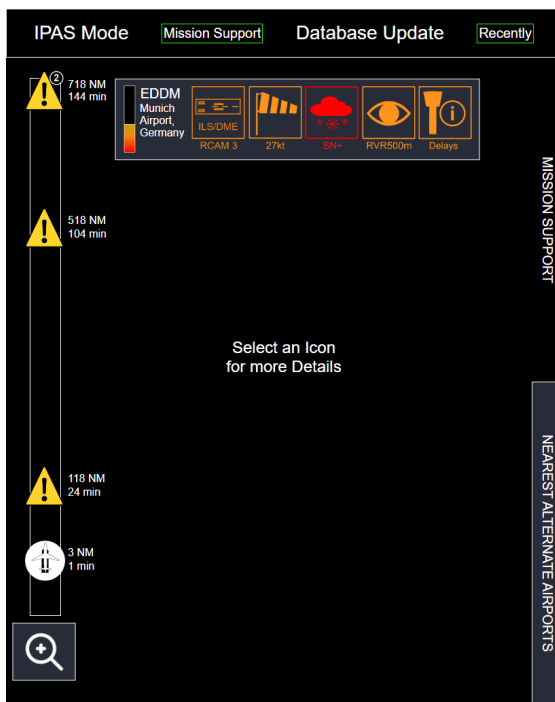 IPAS Mode
Mission Support
Database Update
Recently
2
718 NM
144 min
EDDM
Munich
Airport,
Germany
ILS/DME
RCAM 3
27kt
SN+
RVR500m
i
Delays
518 NM
104 min
MISSION SUPPORT
Select an Icon
for more Details
118 NM
24 min
3 NM
1 min
NEAREST ALTERNATE AIRPORTS